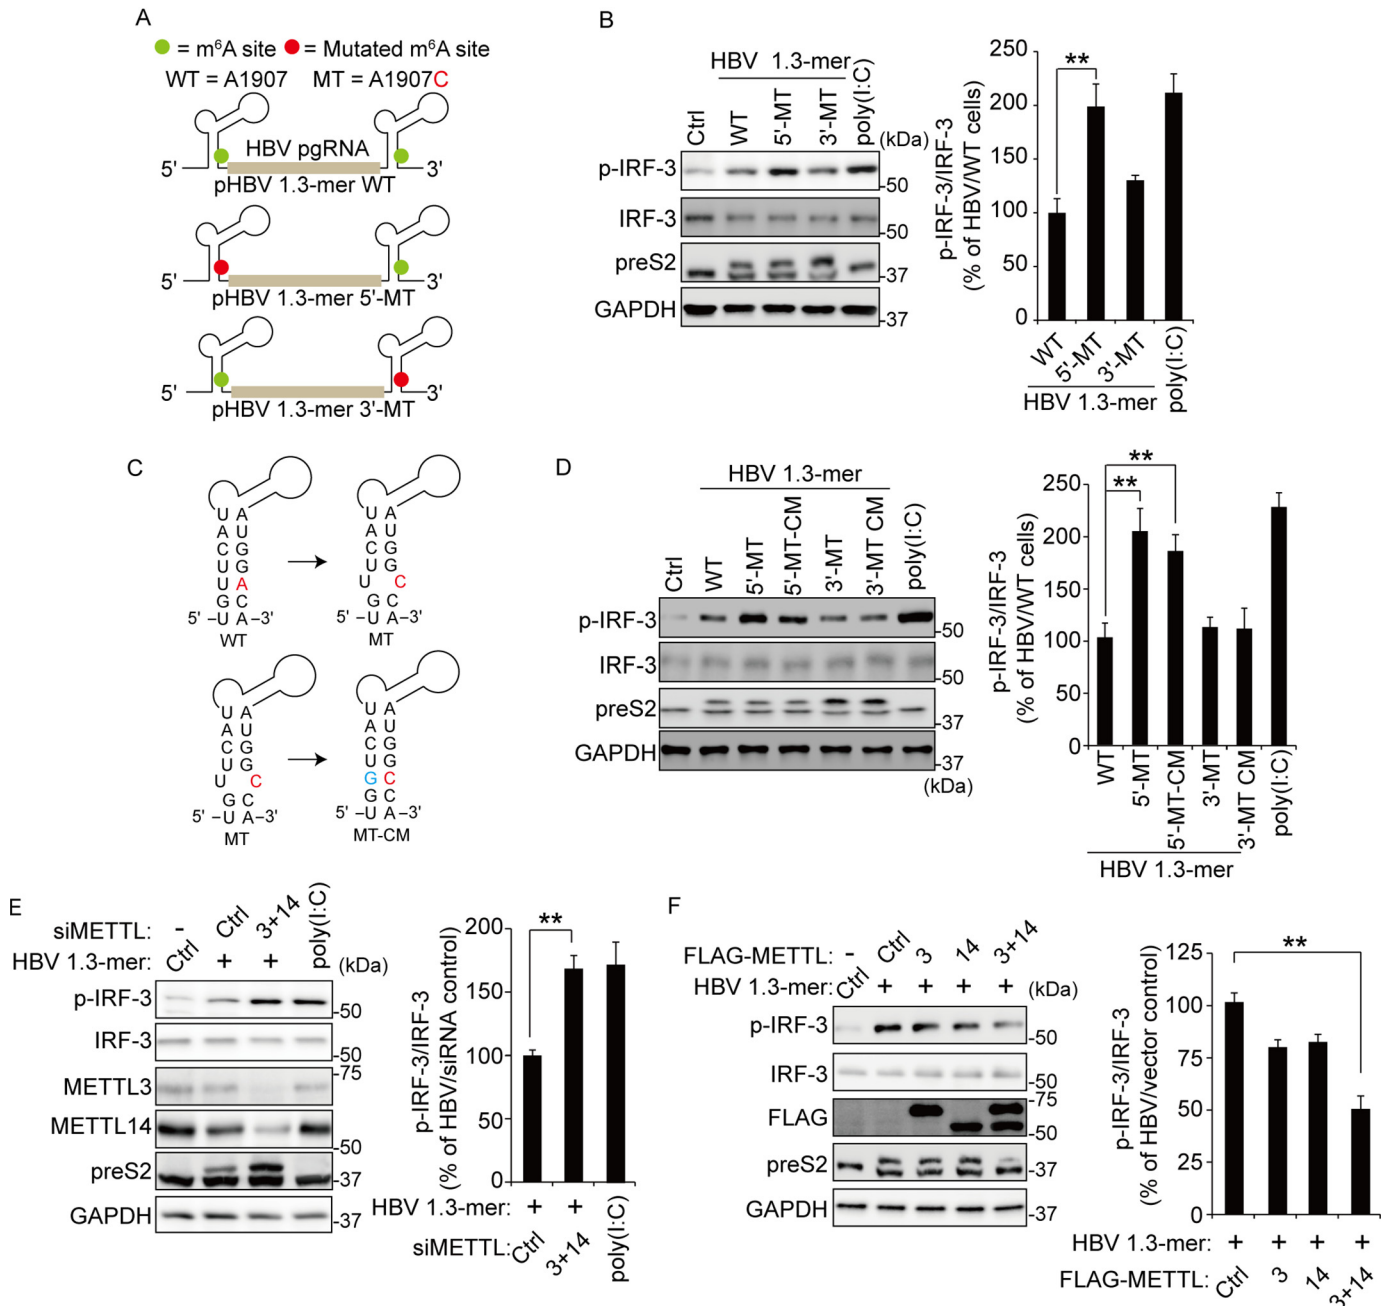 A
= m⁶A site = Mutated m⁶A site
WT = A1907 MT = A1907C
HBV pgRNA
5' 3'
pHBV 1.3-mer WT
5' 3'
pHBV 1.3-mer 5'-MT
5' 3'
pHBV 1.3-mer 3'-MT
B
HBV 1.3-mer
Ctrl WT 5'-MT 3'-MT poly(I:C) (kDa)
p-IRF-3 -50
IRF-3 -50
preS2 -37
GAPDH -37
p-IRF-3/IRF-3
(% of HBV/WT cells)
250
200
150
100
50
0
**
WT 5'-MT 3'-MT poly(I:C)
HBV 1.3-mer
C
U A
A U
C G
U G
U A
G C
5' –U A–3'
WT
U A
A U
C G
U G
U C
G C
5' –U A–3'
MT
U A
A U
C G
U G
U C
G C
5' –U A–3'
MT
U A
A U
C G
U G
G C
G C
5' –U A–3'
MT-CM
D
HBV 1.3-mer
Ctrl WT 5'-MT 5'-MT-CM 3'-MT 3'-MT CM poly(I:C)
p-IRF-3 -50
IRF-3 -50
preS2 -37
GAPDH -37
(kDa)
p-IRF-3/IRF-3
(% of HBV/WT cells)
250
200
150
100
50
0
**
**
WT 5'-MT 5'-MT-CM 3'-MT 3'-MT CM poly(I:C)
HBV 1.3-mer
E
siMETTL: - Ctrl 3+14 poly(I:C)
HBV 1.3-mer: Ctrl + + (kDa)
p-IRF-3 -50
IRF-3 -50
METTL3 -75
METTL14 -50
preS2 -37
GAPDH -37
p-IRF-3/IRF-3
(% of HBV/siRNA control)
200
150
100
50
0
**
HBV 1.3-mer: + +
siMETTL: Ctrl 3+14 poly(I:C)
F
FLAG-METTL: - Ctrl 3 14 3+14
HBV 1.3-mer: Ctrl + + + + (kDa)
p-IRF-3 -50
IRF-3 -50
FLAG -75
-50
preS2 -37
GAPDH -37
p-IRF-3/IRF-3
(% of HBV/vector control)
125
100
75
50
25
0
**
HBV 1.3-mer: + + + +
FLAG-METTL: Ctrl 3 14 3+14